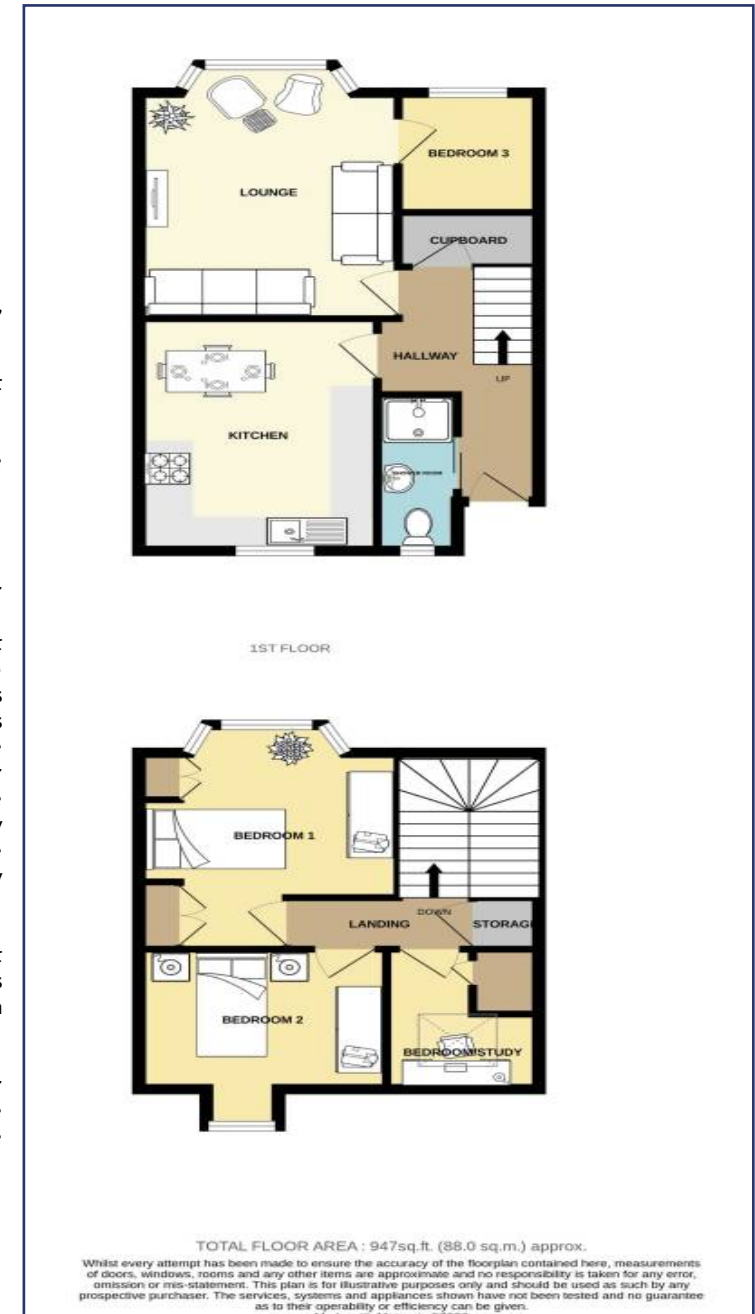 BEDROOM 3
LOUNGE
CUPBOARD
HALLWAY
UP
KITCHEN
SHOWER ROOM
1ST FLOOR
BEDROOM 1
DOWN
LANDING
STORAGE
BEDROOM 2
BEDROOM/STUDY
TOTAL FLOOR AREA : 947sq.ft. (88.0 sq.m.) approx.
Whilst every attempt has been made to ensure the accuracy of the floorplan contained here, measurements
of doors, windows, rooms and any other items are approximate and no responsibility is taken for any error,
omission or mis-statement. This plan is for illustrative purposes only and should be used as such by any
prospective purchaser. The services, systems and appliances shown have not been tested and no guarantee
as to their operability or efficiency can be given.